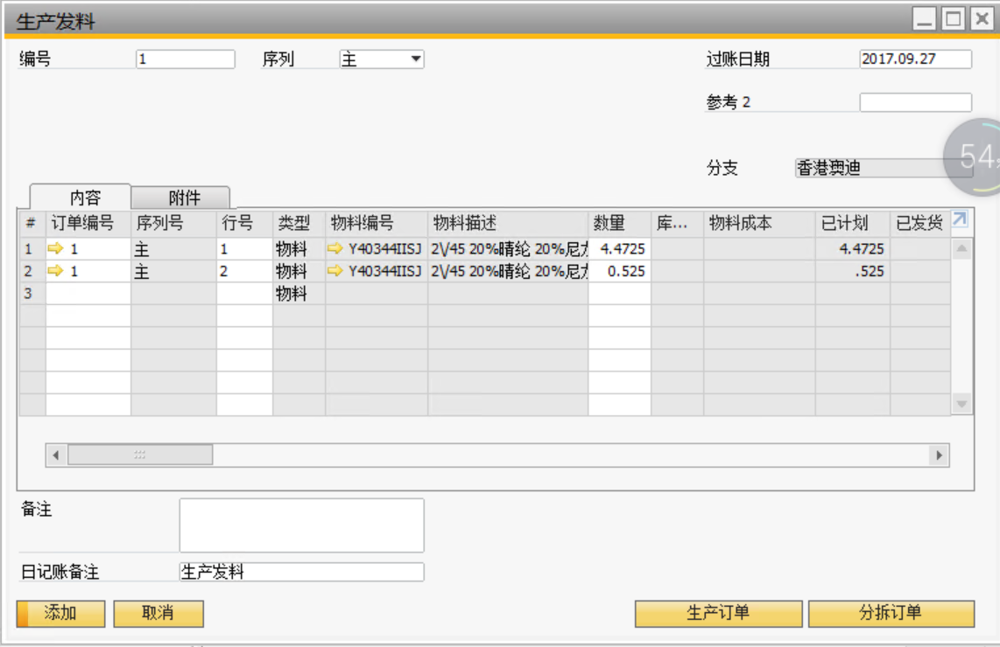 生产发料
编号 1 序列 主 过账日期 2017.09.27
参考 2
54
分支 香港奥迪
内容 附件
# 订单编号 序列号 行号 类型 物料编号 物料描述 数量 库... 物料成本 已计划 已发货
1 1 主 1 物料 Y40344IISJ 2\/45 20%晴纶 20%尼 4.4725 4.4725
2 1 主 2 物料 Y40344IISJ 2\/45 20%晴纶 20%尼 0.525 .525
3 物料
备注
日记账备注 生产发料
添加 取消 生产订单 分拆订单